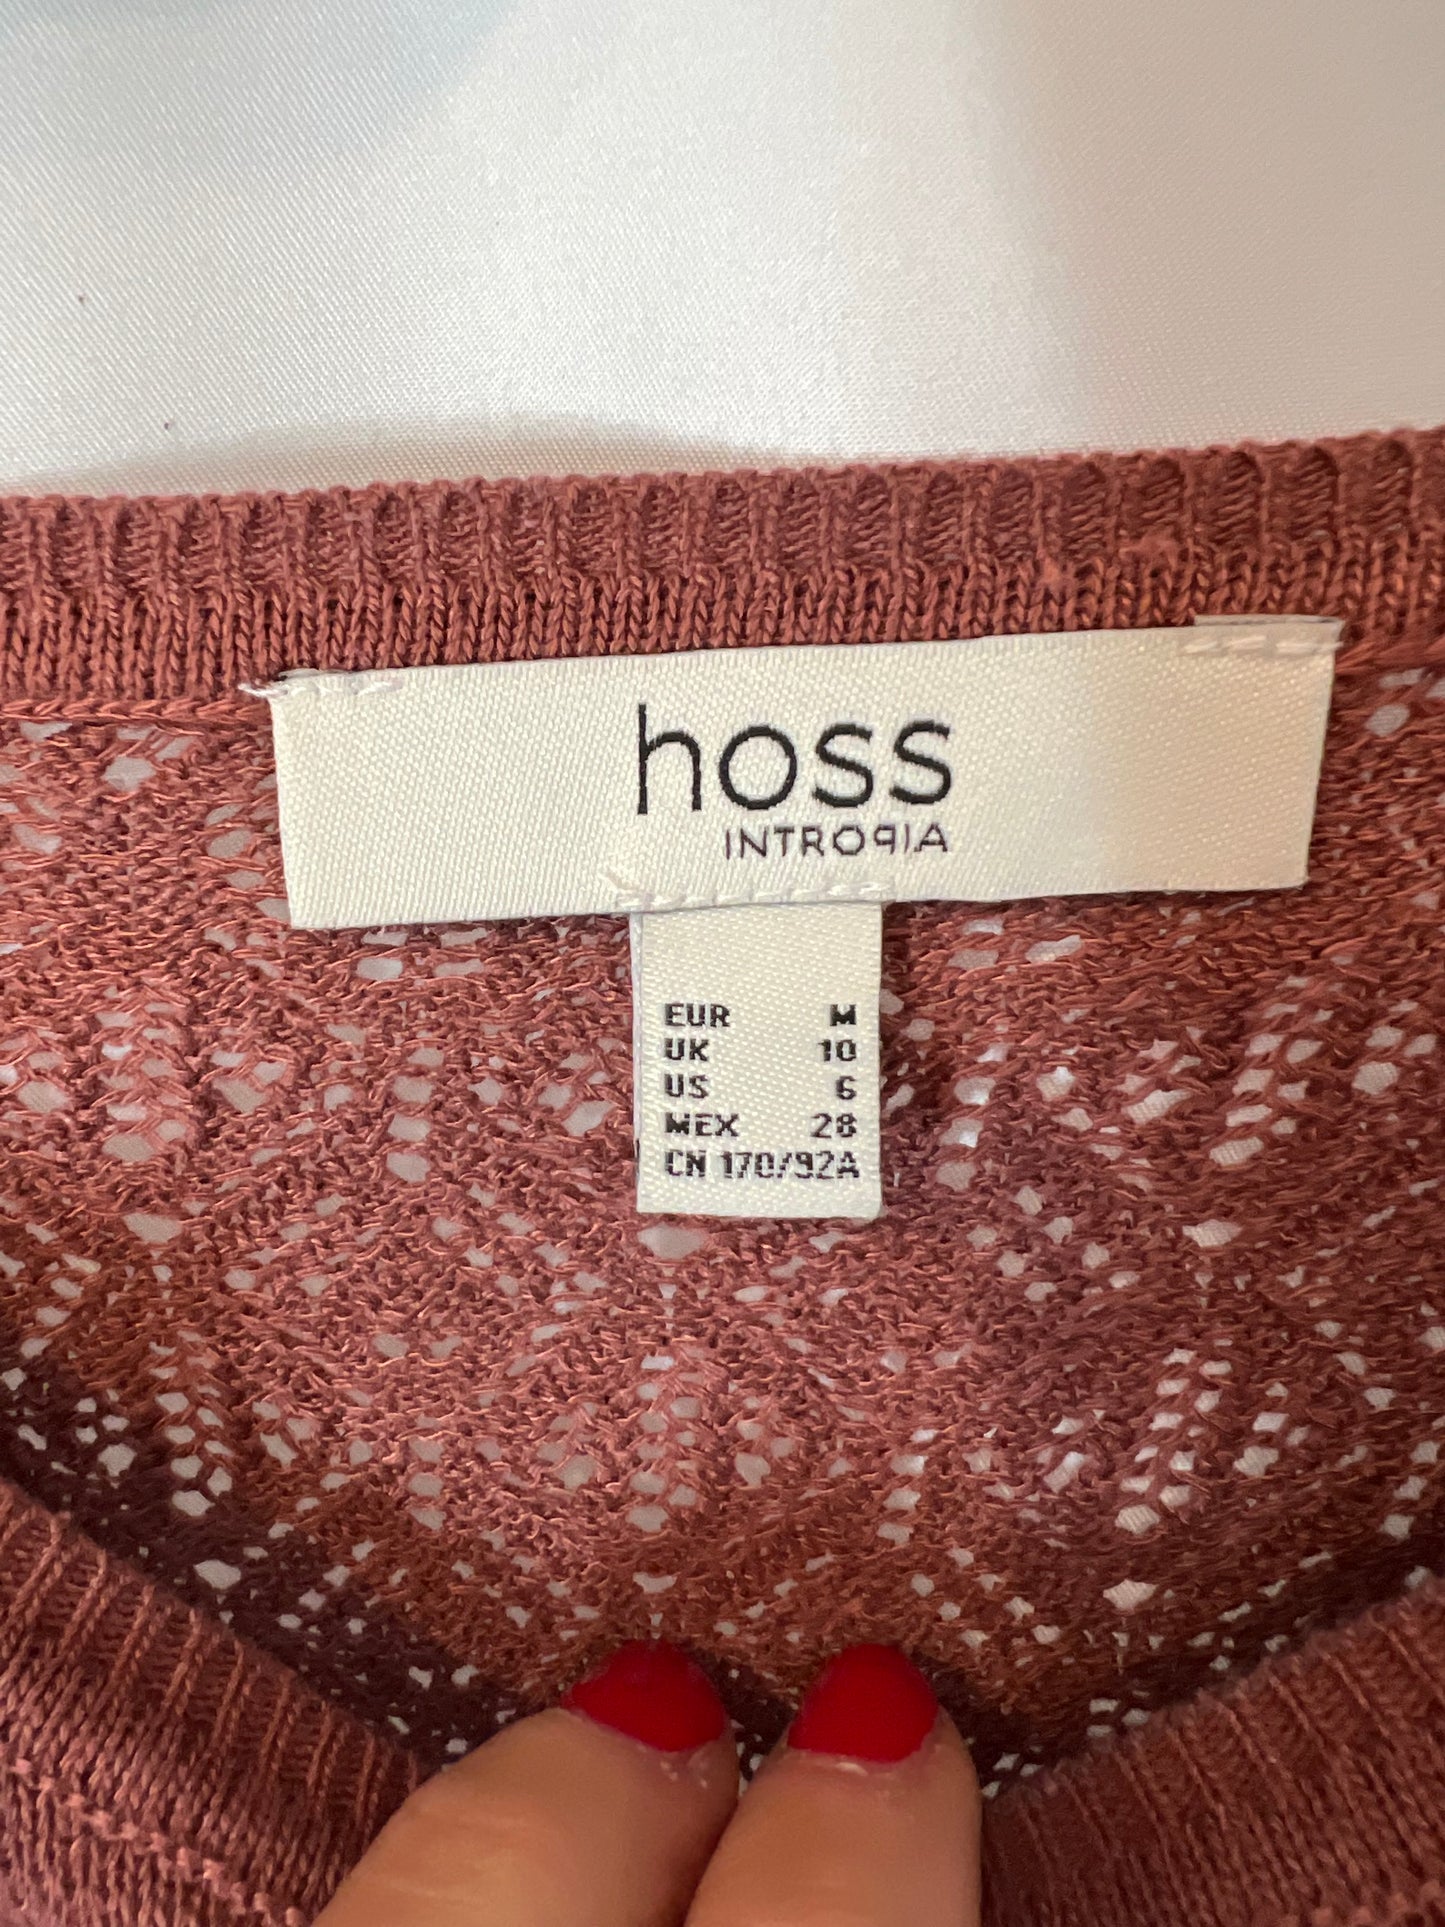 hoss
INTROPIA
EUR M
UK 10
US 6
MEX 28
CN 170/92A